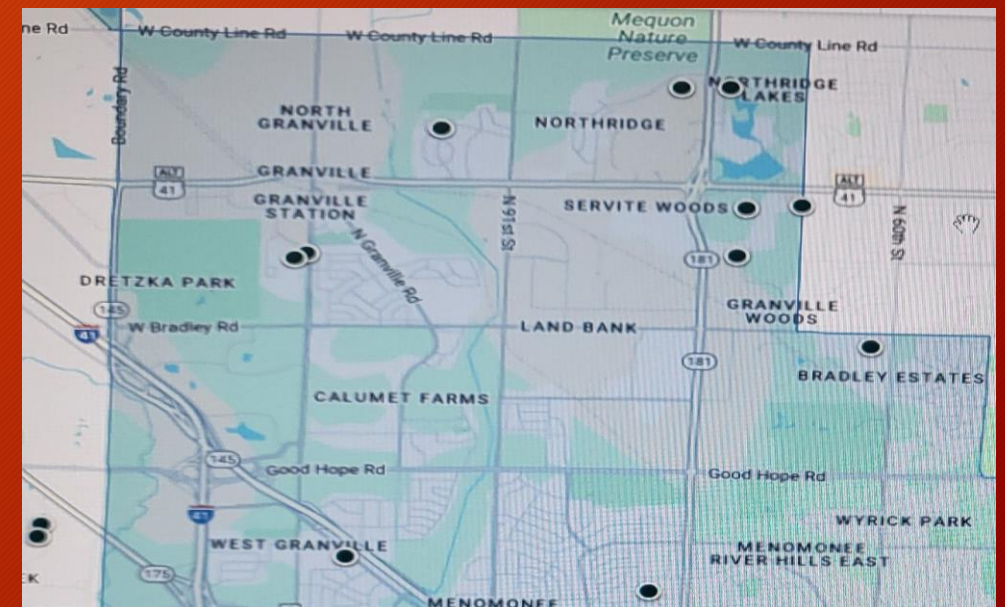 ne Rd
W County Line Rd
W County Line Rd
Mequon
Nature
Preserve
W County Line Rd
Boundary Rd
NORTHRIDGE
LAKES
NORTH
GRANVILLE
NORTHRIDGE
ALT
41
GRANVILLE
ALT
41
GRANVILLE
STATION
N 91st St
SERVITE WOODS
N 60th St
N Granville Rd
181
DRETZKA PARK
145
GRANVILLE
WOODS
41
W Bradley Rd
LAND BANK
181
BRADLEY ESTATES
CALUMET FARMS
145
Good Hope Rd
Good Hope Rd
41
WYRICK PARK
WEST GRANVILLE
MENOMONEE
RIVER HILLS EAST
175
EK
MENOMONEE